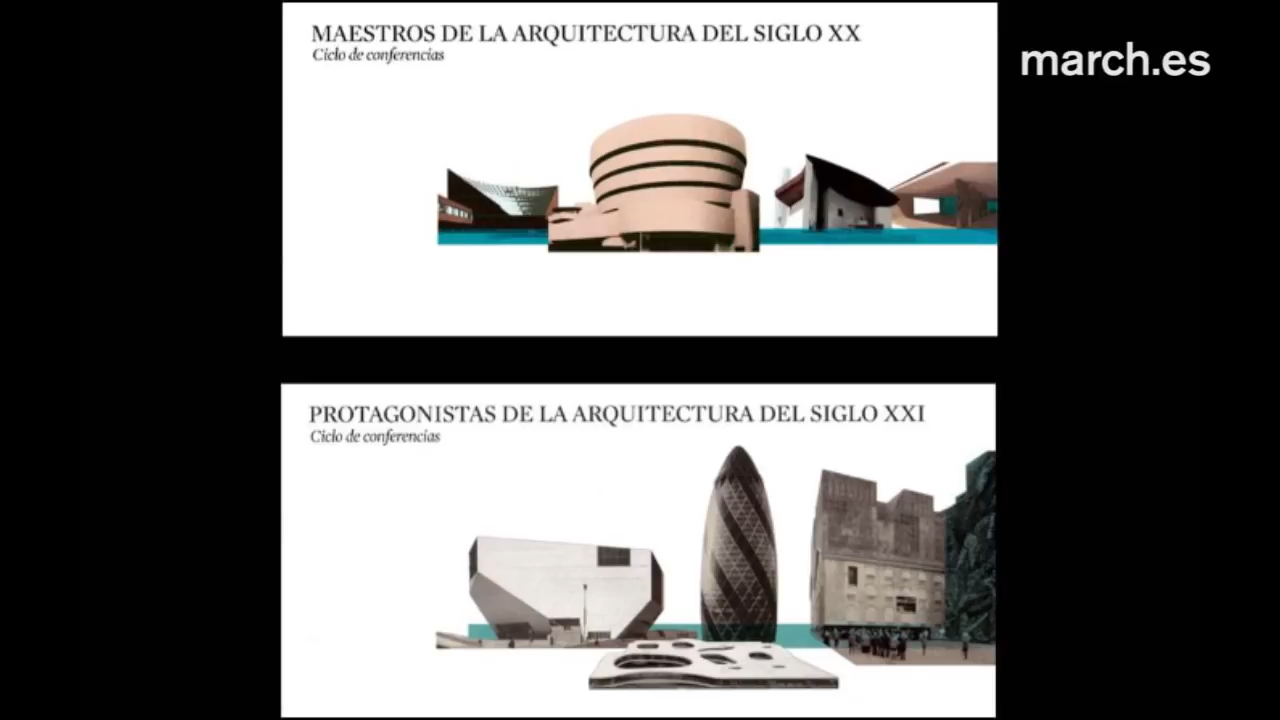 MAESTROS DE LA ARQUITECTURA DEL SIGLO XX
Ciclo de conferencias
march.es
PROTAGONISTAS DE LA ARQUITECTURA DEL SIGLO XXI
Ciclo de conferencias